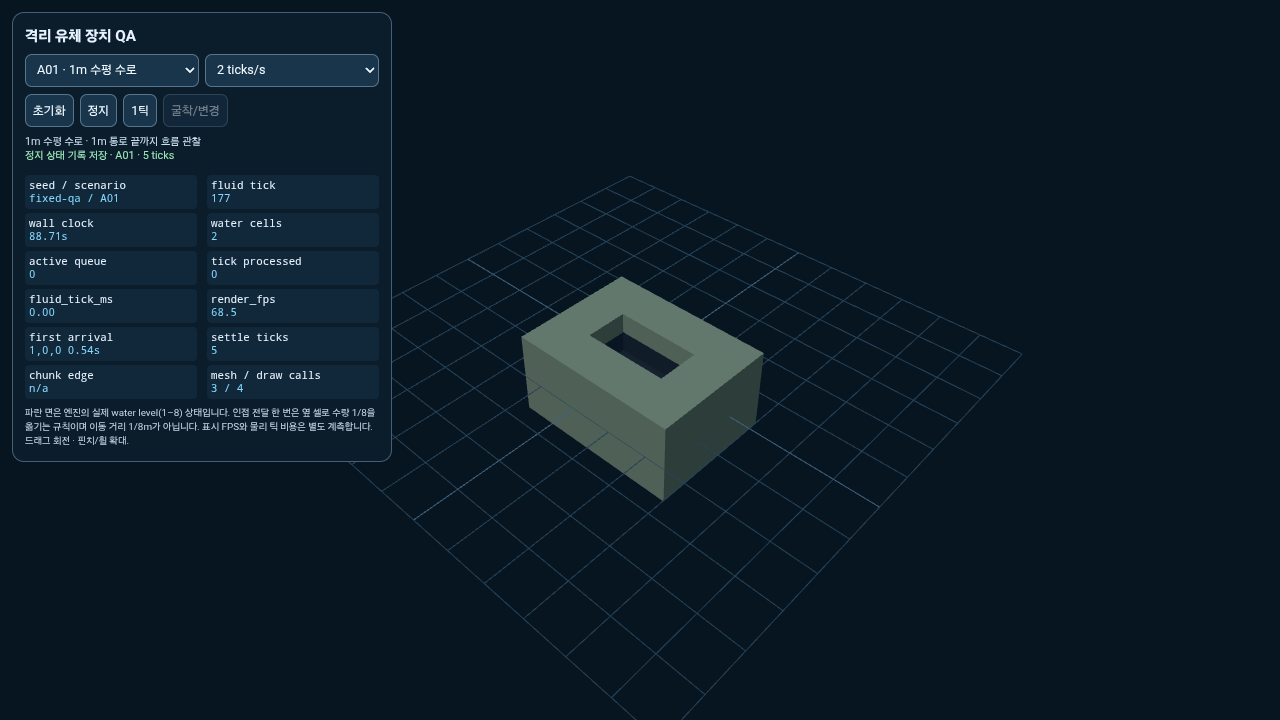 격리 유체 장치 QA
A01 · 1m 수평 수로
2 ticks/s
초기화
정지
1틱
굴착/변경
1m 수평 수로 · 1m 통로 끝까지 흐름 관찰
정지 상태 기록 저장 · A01 · 5 ticks
seed / scenario
fixed-qa / A01
fluid tick
177
wall clock
88.71s
water cells
2
active queue
0
tick processed
0
fluid_tick_ms
0.00
render_fps
68.5
first arrival
1,0,0 0.54s
settle ticks
5
chunk edge
n/a
mesh / draw calls
3 / 4
파란 면은 엔진의 실제 water level(1~8) 상태입니다. 인접 전달 한 번은 옆 셀로 수량 1/8을
옮기는 규칙이며 이동 거리 1/8m가 아닙니다. 표시 FPS와 물리 틱 비용은 별도 계측합니다.
드래그 회전 · 핀치/휠 확대.